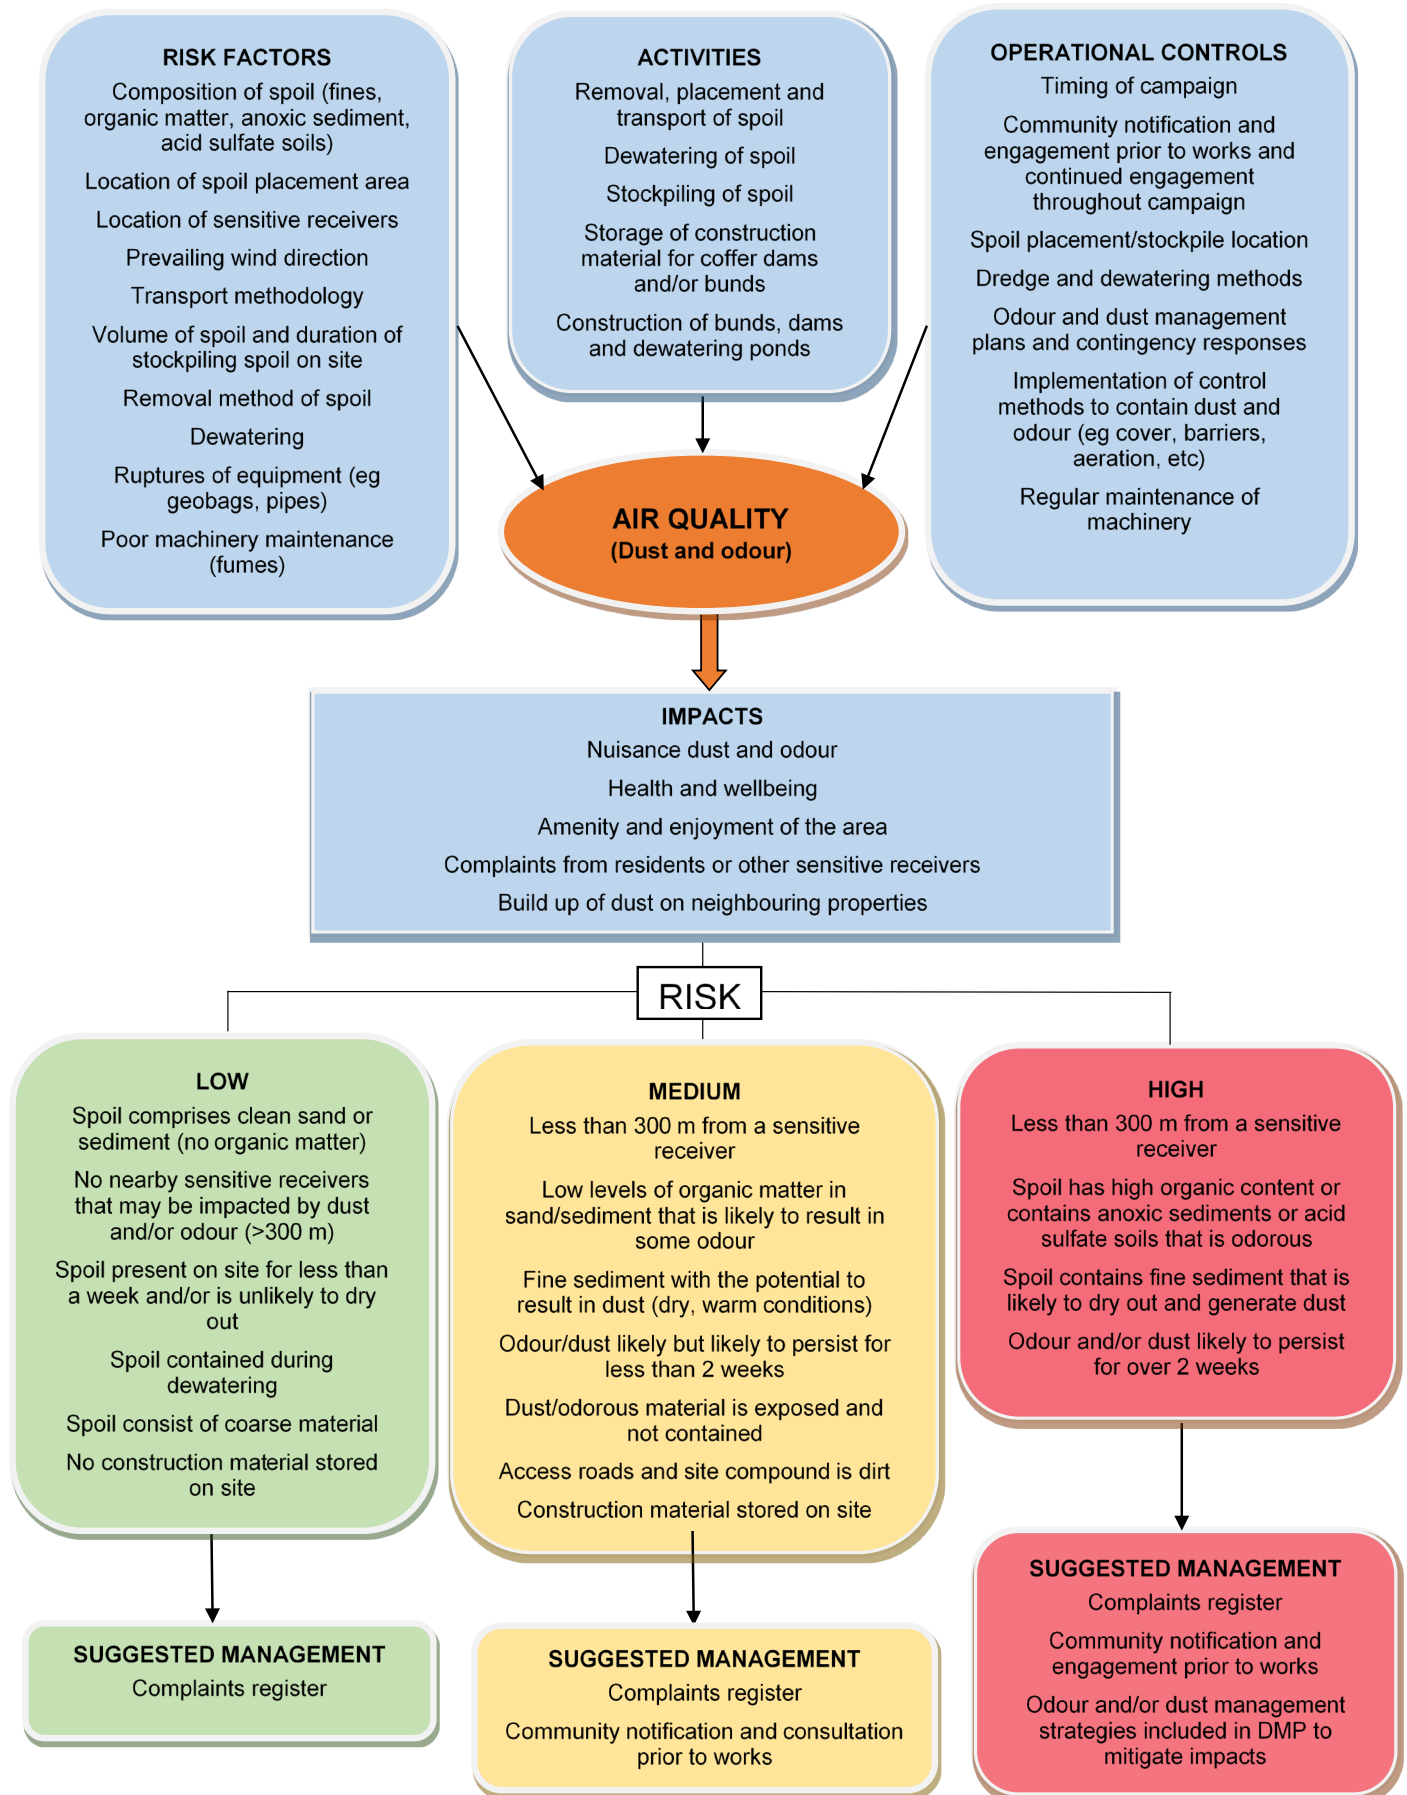 RISK FACTORS
Composition of spoil (fines,
organic matter, anoxic sediment,
acid sulfate soils)
Location of spoil placement area
Location of sensitive receivers
Prevailing wind direction
Transport methodology
Volume of spoil and duration of
stockpiling spoil on site
Removal method of spoil
Dewatering
Ruptures of equipment (eg
geobags, pipes)
Poor machinery maintenance
(fumes)
ACTIVITIES
Removal, placement and
transport of spoil
Dewatering of spoil
Stockpiling of spoil
Storage of construction
material for coffer dams
and/or bunds
Construction of bunds, dams
and dewatering ponds
OPERATIONAL CONTROLS
Timing of campaign
Community notification and
engagement prior to works and
continued engagement
throughout campaign
Spoil placement/stockpile location
Dredge and dewatering methods
Odour and dust management
plans and contingency responses
Implementation of control
methods to contain dust and
odour (eg cover, barriers,
aeration, etc)
Regular maintenance of
machinery
AIR QUALITY
(Dust and odour)
IMPACTS
Nuisance dust and odour
Health and wellbeing
Amenity and enjoyment of the area
Complaints from residents or other sensitive receivers
Build up of dust on neighbouring properties
RISK
LOW
Spoil comprises clean sand or
sediment (no organic matter)
No nearby sensitive receivers
that may be impacted by dust
and/or odour (>300 m)
Spoil present on site for less than
a week and/or is unlikely to dry
out
Spoil contained during
dewatering
Spoil consist of coarse material
No construction material stored
on site
MEDIUM
Less than 300 m from a sensitive
receiver
Low levels of organic matter in
sand/sediment that is likely to result in
some odour
Fine sediment with the potential to
result in dust (dry, warm conditions)
Odour/dust likely but likely to persist for
less than 2 weeks
Dust/odorous material is exposed and
not contained
Access roads and site compound is dirt
Construction material stored on site
HIGH
Less than 300 m from a sensitive
receiver
Spoil has high organic content or
contains anoxic sediments or acid
sulfate soils that is odorous
Spoil contains fine sediment that is
likely to dry out and generate dust
Odour and/or dust likely to persist
for over 2 weeks
SUGGESTED MANAGEMENT
Complaints register
SUGGESTED MANAGEMENT
Complaints register
Community notification and consultation
prior to works
SUGGESTED MANAGEMENT
Complaints register
Community notification and
engagement prior to works
Odour and/or dust management
strategies included in DMP to
mitigate impacts